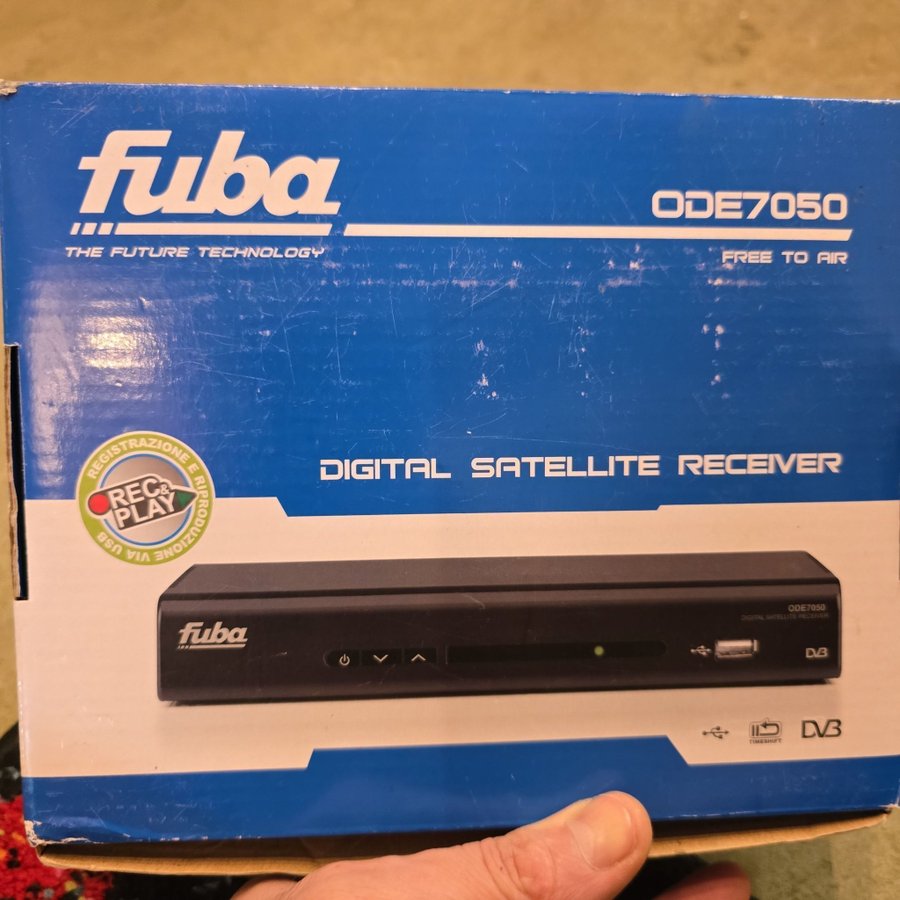 fuba
THE FUTURE TECHNOLOGY
ODE7050
FREE TO AIR
DIGITAL SATELLITE RECEIVER
REGISTRAZIONE E RIPRODUZIONE VIA USB
REC&
PLAY
fuba
ODE7050
DIGITAL SATELLITE RECEIVER
DVB
TIMESHIFT
DVB